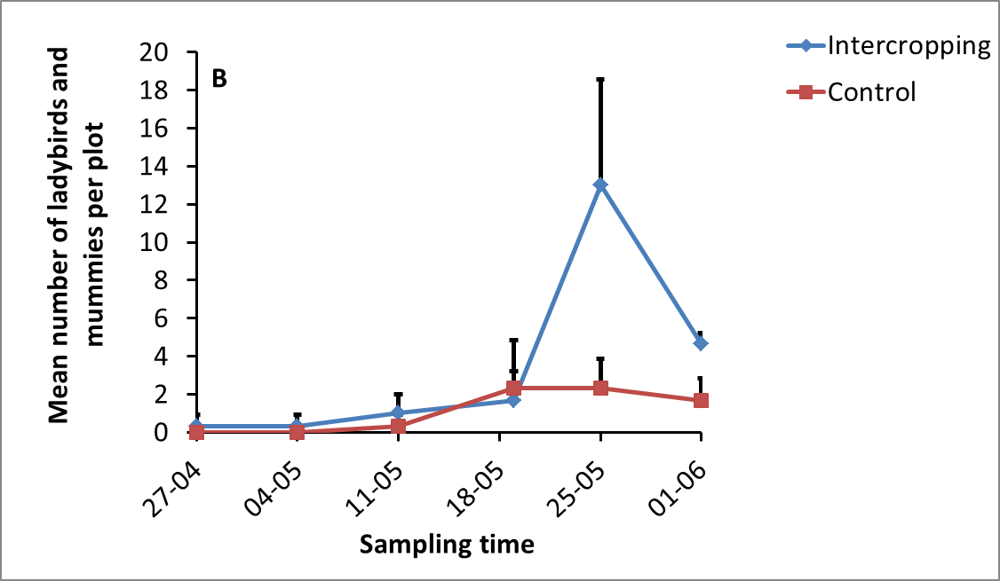 Intercropping
Control
B
Mean number of ladybirds and
mummies per plot
20
18
16
14
12
10
8
6
4
2
0
27-04
04-05
11-05
18-05
25-05
01-06
Sampling time